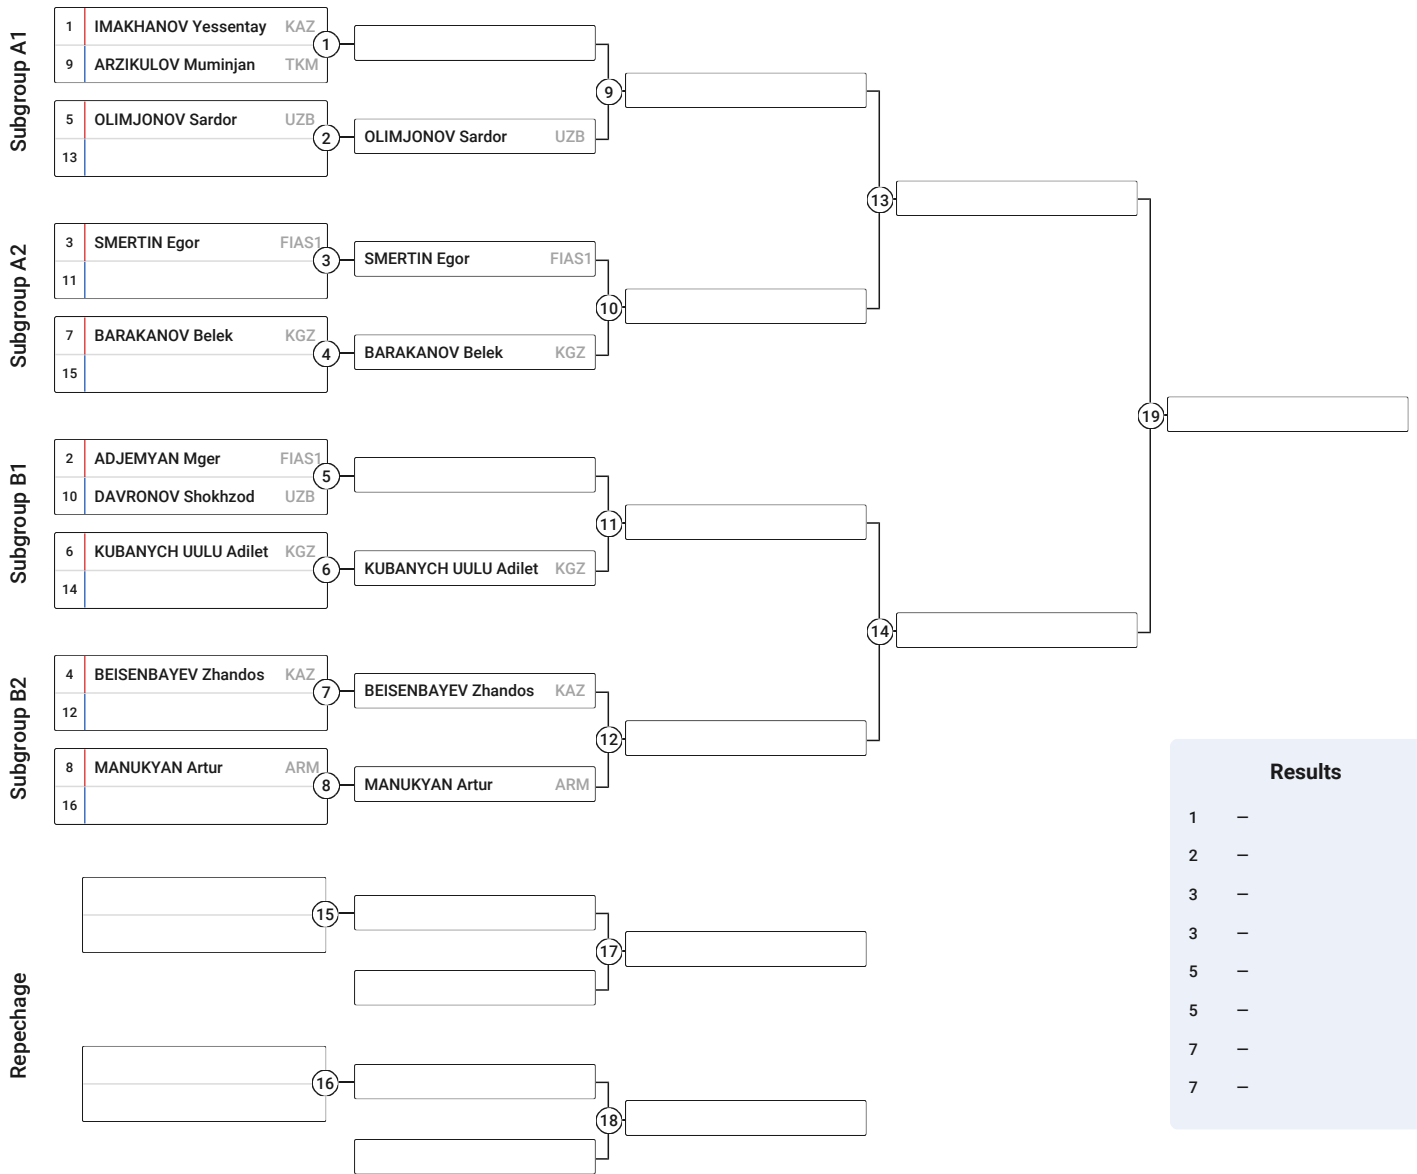 Subgroup A1
1 IMAKHANOV Yessentay KAZ
9 ARZIKULOV Muminjan TKM
1
5 OLIMJONOV Sardor UZB
13
2
OLIMJONOV Sardor UZB
9
Subgroup A2
3 SMERTIN Egor FIAS1
11
3
SMERTIN Egor FIAS1
7 BARAKANOV Belek KGZ
15
4
BARAKANOV Belek KGZ
10
13
Subgroup B1
2 ADJEMYAN Mger FIAS1
10 DAVRONOV Shokhzod UZB
5
6 KUBANYCH UULU Adilet KGZ
14
6
KUBANYCH UULU Adilet KGZ
11
Subgroup B2
4 BEISENBAYEV Zhandos KAZ
12
7
BEISENBAYEV Zhandos KAZ
8 MANUKYAN Artur ARM
16
8
MANUKYAN Artur ARM
12
14
19
Repechage
15
17
16
18
Results
1 –
2 –
3 –
3 –
5 –
5 –
7 –
7 –